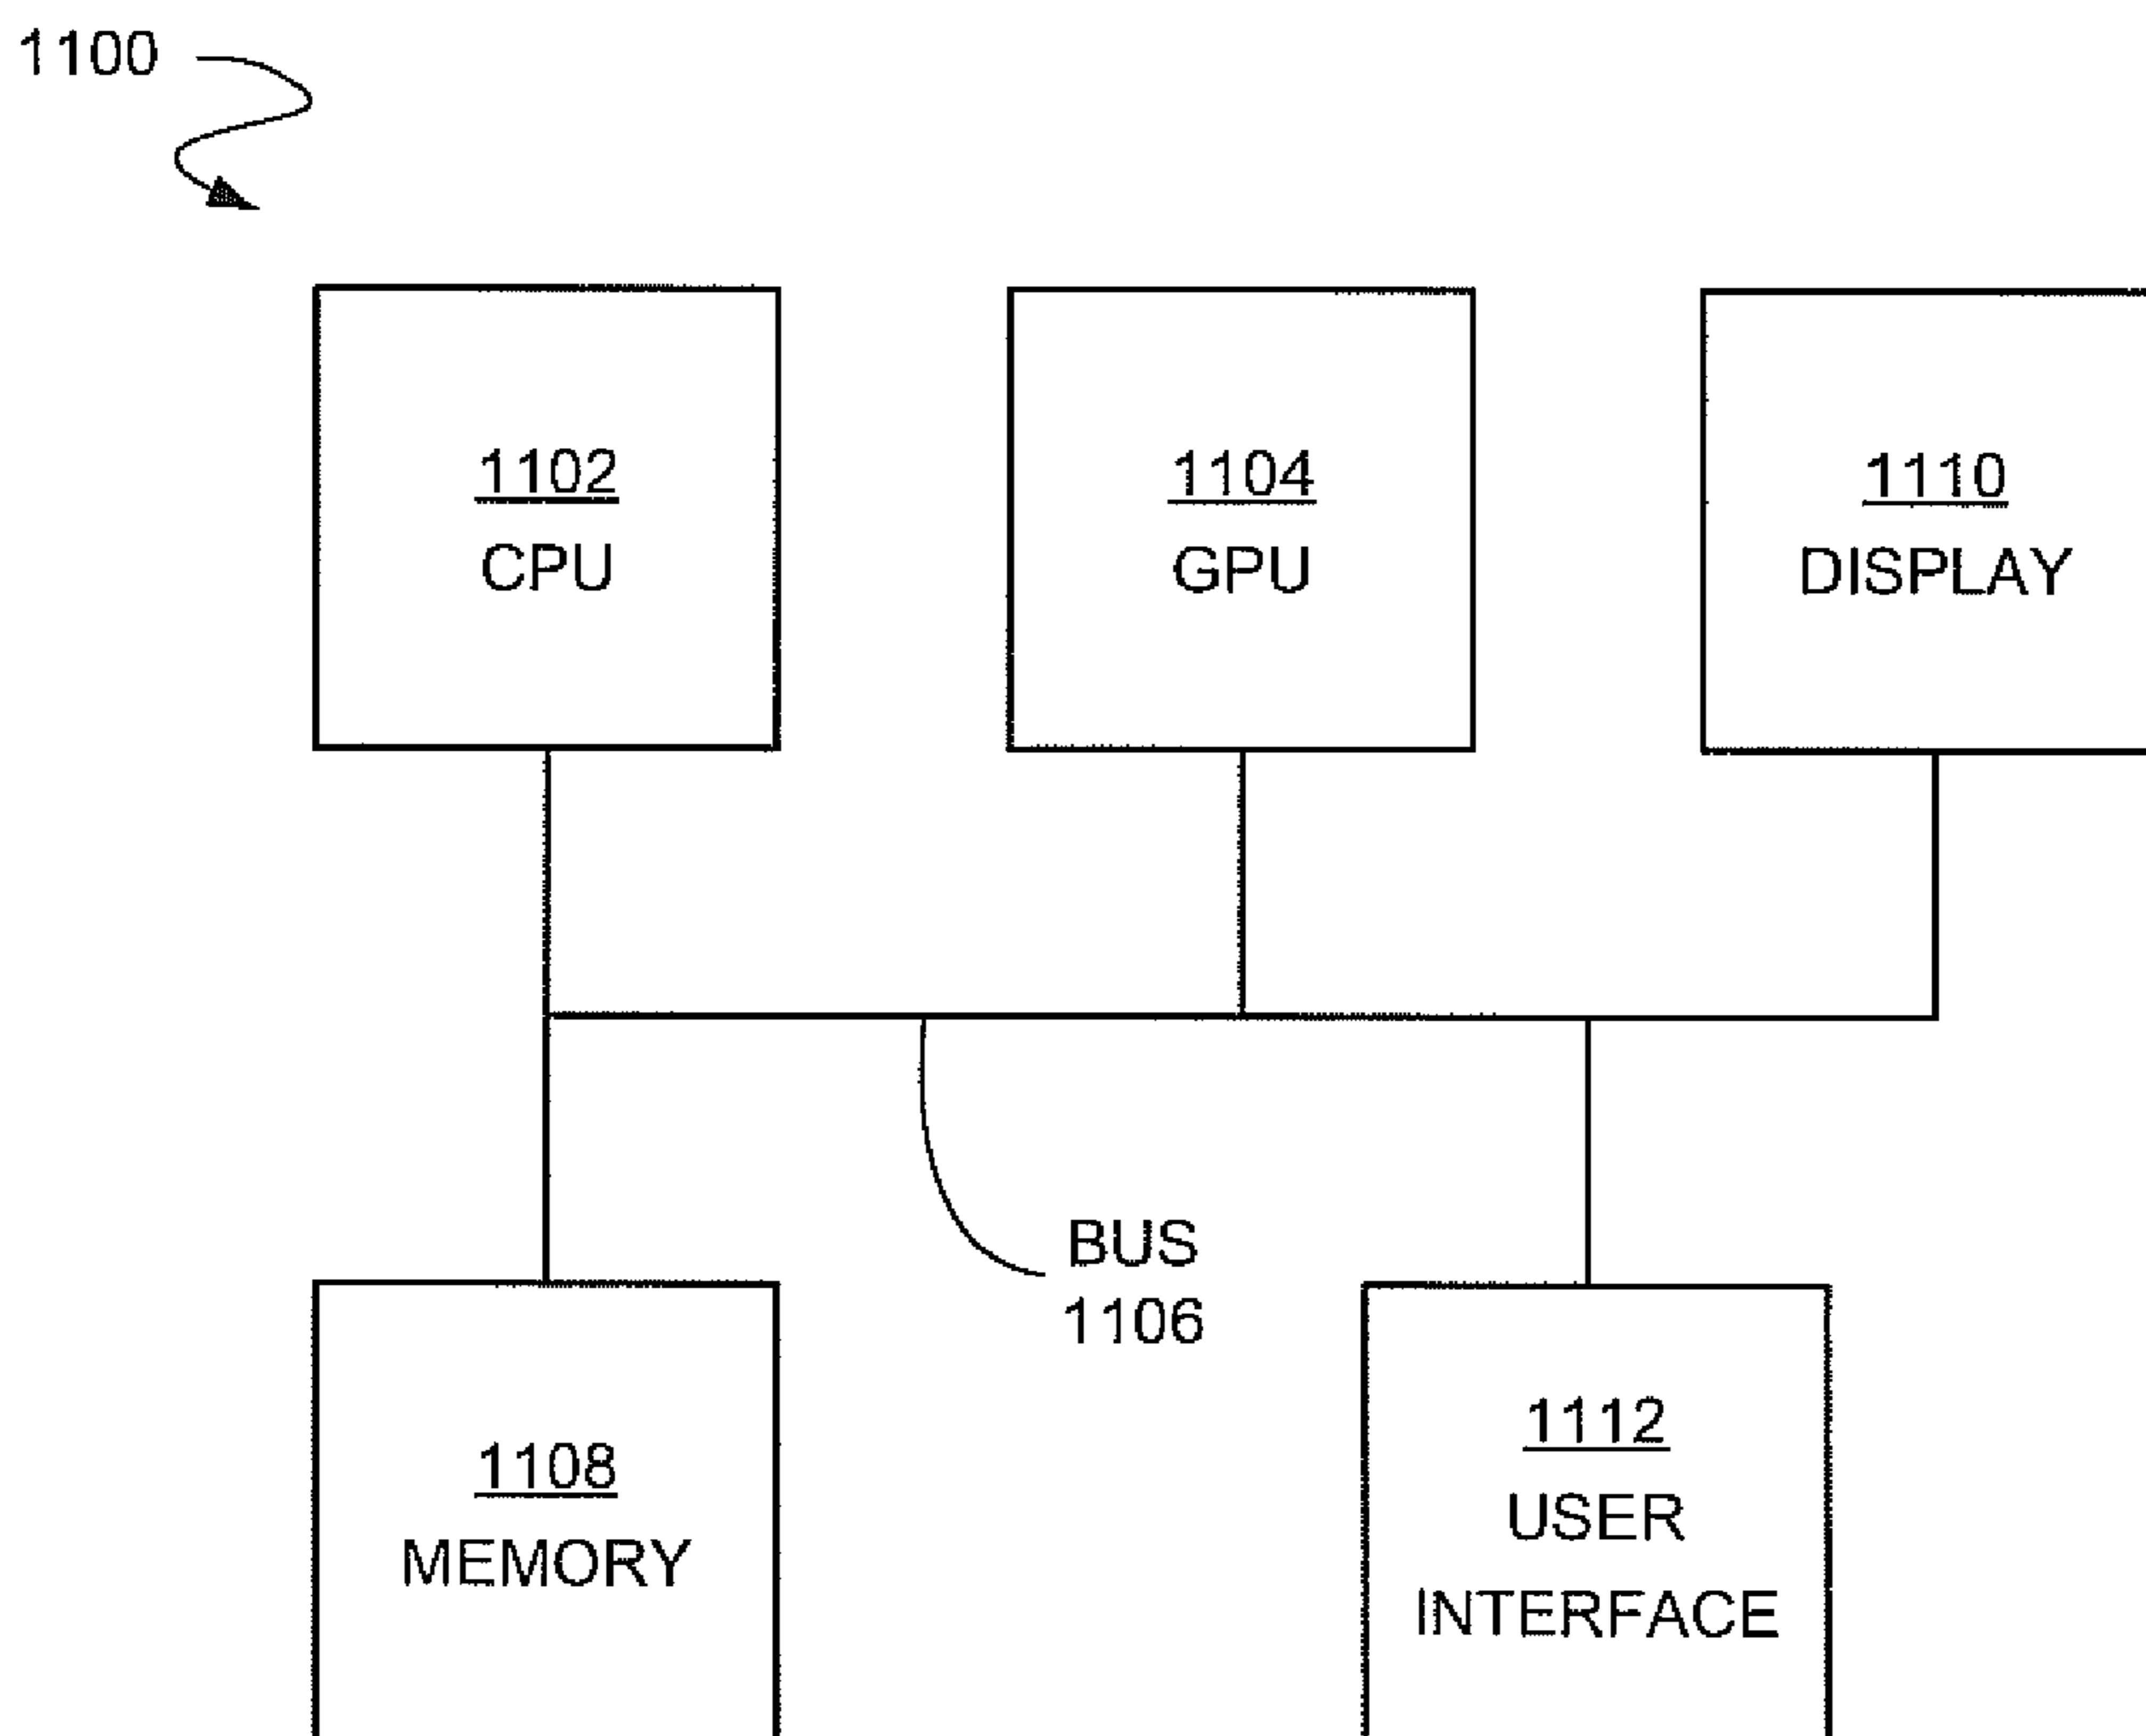 1100
1102
CPU
1104
GPU
1110
DISPLAY
BUS
1106
1108
MEMORY
1112
USER
INTERFACE